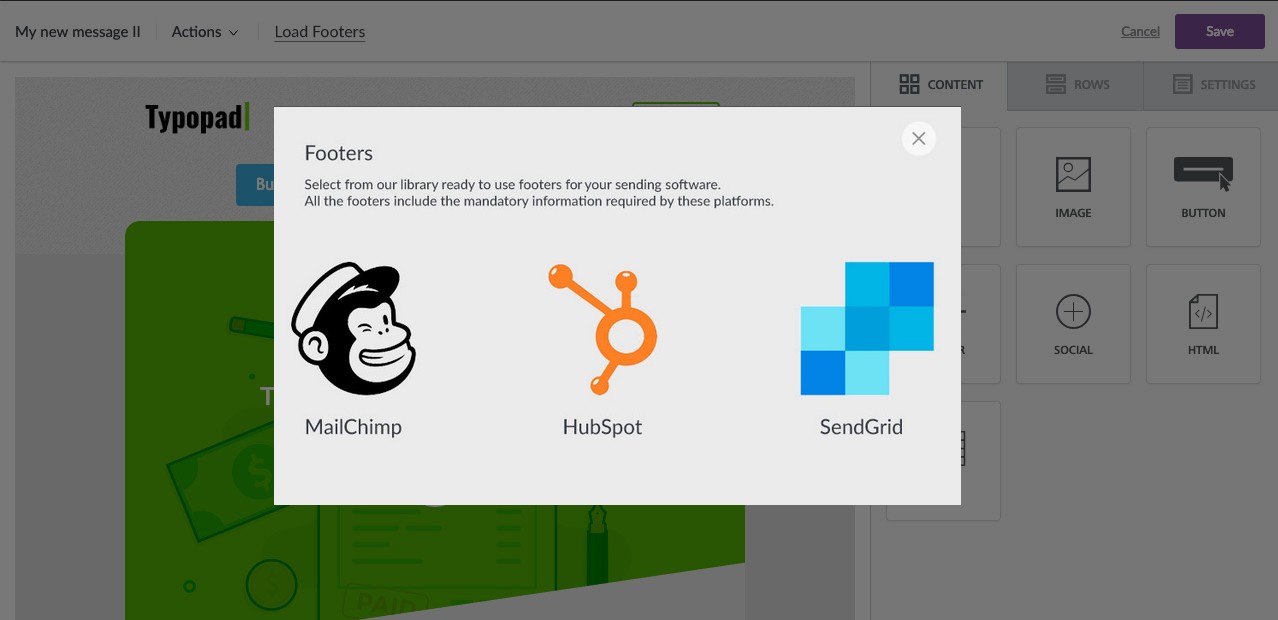 My new message II
Actions
Load Footers
Cancel
Save
CONTENT
ROWS
SETTINGS
Typopad
Bu
T
Footers
Select from our library ready to use footers for your sending software.
All the footers include the mandatory information required by these platforms.
MailChimp
HubSpot
SendGrid
IMAGE
BUTTON
R
SOCIAL
HTML
$
$
PAID